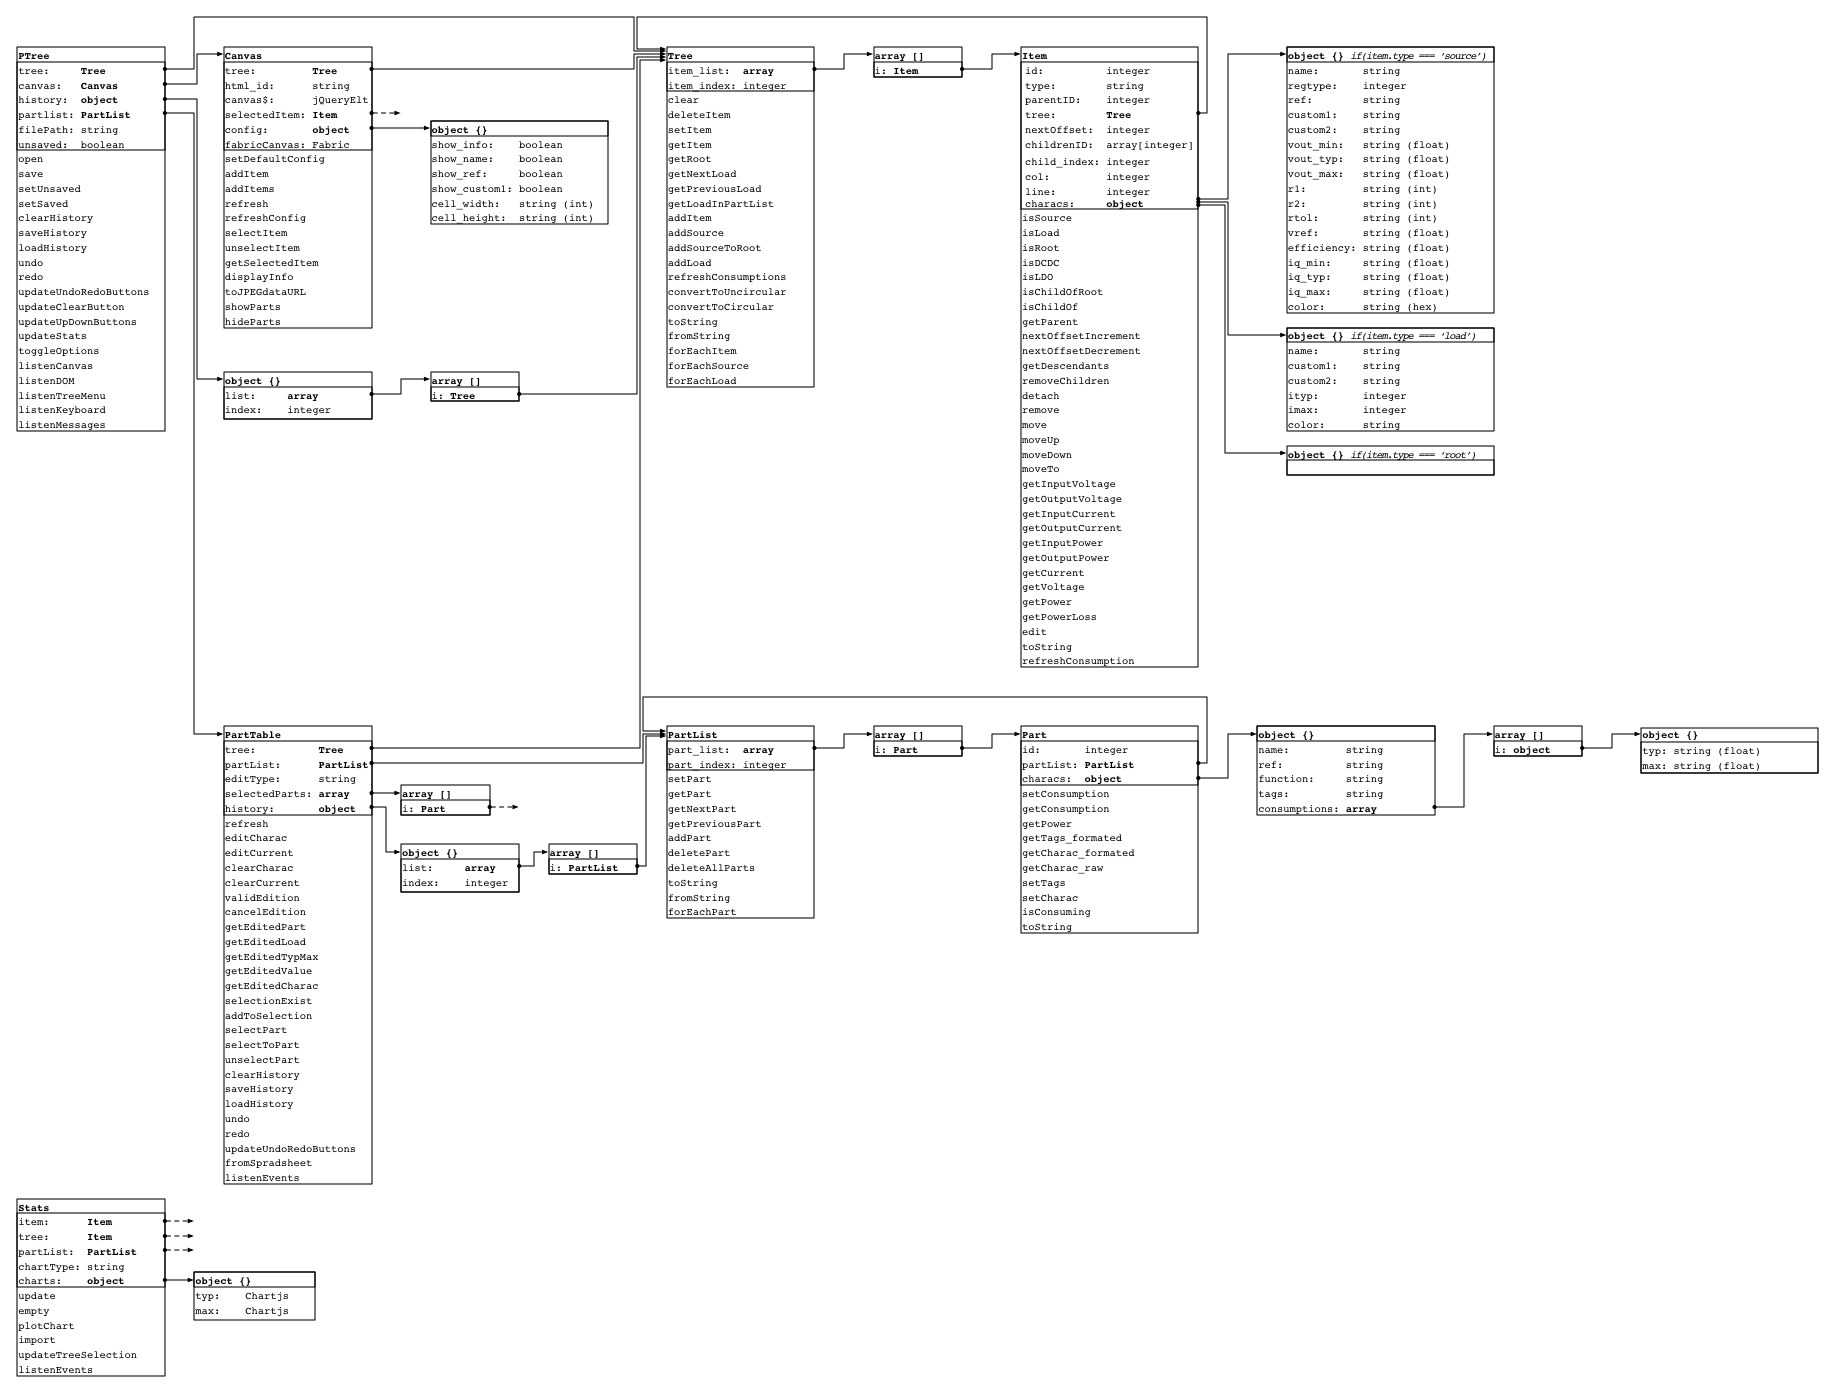 PTree
tree: Tree
canvas: Canvas
history: object
partlist: PartList
filePath: string
unsaved: boolean
open
save
setUnsaved
setSaved
clearHistory
saveHistory
loadHistory
undo
redo
updateUndoRedoButtons
updateClearButton
updateUpDownButtons
updateStats
toggleOptions
listenCanvas
listenDOM
listenTreeMenu
listenKeyboard
listenMessages
Canvas
tree: Tree
html_id: string
canvas$: jQueryElt
selectedItem: Item
config: object
fabricCanvas: Fabric
setDefaultConfig
addItem
addItems
refresh
refreshConfig
selectItem
unselectItem
getSelectedItem
displayInfo
toJPEGdataURL
showParts
hideParts
object {}
show_info: boolean
show_name: boolean
show_ref: boolean
show_custom1: boolean
cell_width: string (int)
cell_height: string (int)
object {}
list: array
index: integer
array []
i: Tree
Tree
item_list: array
item_index: integer
clear
deleteItem
setItem
getItem
getRoot
getNextLoad
getPreviousLoad
getLoadInPartList
addItem
addSource
addSourceToRoot
addLoad
refreshConsumptions
convertToUncircular
convertToCircular
toString
fromString
forEachItem
forEachSource
forEachLoad
array []
i: Item
Item
id: integer
type: string
parentID: integer
tree: Tree
nextOffset: integer
childrenID: array[integer]
child_index: integer
col: integer
line: integer
characs: object
isSource
isLoad
isRoot
isDCDC
isLDO
isChildOfRoot
isChildOf
getParent
nextOffsetIncrement
nextOffsetDecrement
getDescendants
removeChildren
detach
remove
move
moveUp
moveDown
moveTo
getInputVoltage
getOutputVoltage
getInputCurrent
getOutputCurrent
getInputPower
getOutputPower
getCurrent
getVoltage
getPower
getPowerLoss
edit
toString
refreshConsumption
object {} if(item.type === ‘source’)
name: string
regtype: integer
ref: string
custom1: string
custom2: string
vout_min: string (float)
vout_typ: string (float)
vout_max: string (float)
r1: string (int)
r2: string (int)
rtol: string (int)
vref: string (float)
efficiency: string (float)
iq_min: string (float)
iq_typ: string (float)
iq_max: string (float)
color: string (hex)
object {} if(item.type === ‘load’)
name: string
custom1: string
custom2: string
ityp: integer
imax: integer
color: string
object {} if(item.type === ‘root’)
PartTable
tree: Tree
partList: PartList
editType: string
selectedParts: array
history: object
refresh
editCharac
editCurrent
clearCharac
clearCurrent
validEdition
cancelEdition
getEditedPart
getEditedLoad
getEditedTypMax
getEditedValue
getEditedCharac
selectionExist
addToSelection
selectPart
selectToPart
unselectPart
clearHistory
saveHistory
loadHistory
undo
redo
updateUndoRedoButtons
fromSpradsheet
listenEvents
array []
i: Part
object {}
list: array
index: integer
array []
i: PartList
PartList
part_list: array
part_index: integer
setPart
getPart
getNextPart
getPreviousPart
addPart
deletePart
deleteAllParts
toString
fromString
forEachPart
array []
i: Part
Part
id: integer
partList: PartList
characs: object
setConsumption
getConsumption
getPower
getTags_formated
getCharac_formated
getCharac_raw
setTags
setCharac
isConsuming
toString
object {}
name: string
ref: string
function: string
tags: string
consumptions: array
array []
i: object
object {}
typ: string (float)
max: string (float)
Stats
item: Item
tree: Item
partList: PartList
chartType: string
charts: object
update
empty
plotChart
import
updateTreeSelection
listenEvents
object {}
typ: Chartjs
max: Chartjs